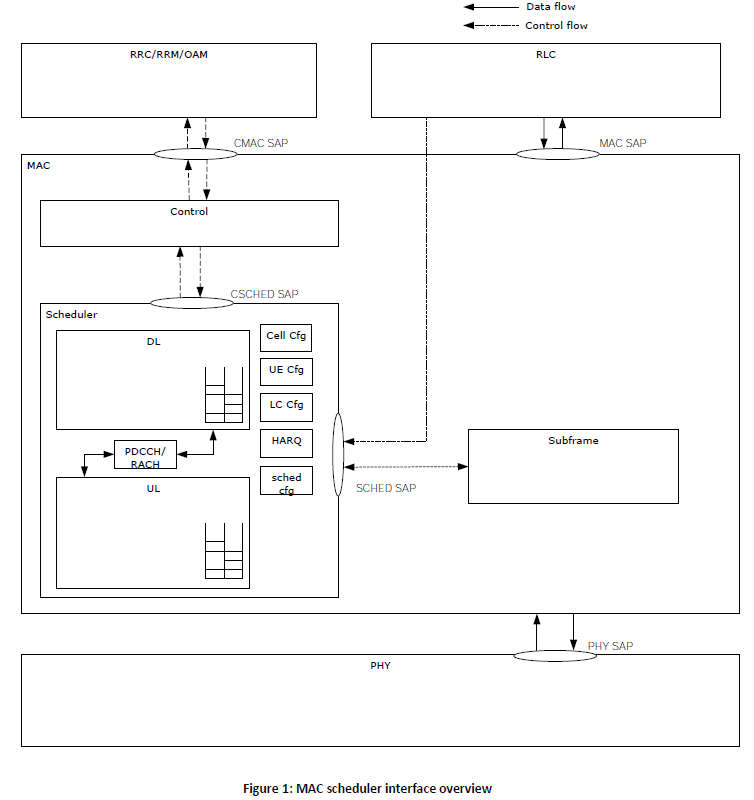 Data flow
Control flow
RRC/RRM/OAM
RLC
CMAC SAP
MAC SAP
MAC
Control
CSCHED SAP
Scheduler
DL
Cell Cfg
UE Cfg
LC Cfg
HARQ
Subframe
PDCCH/
RACH
sched
cfg
SCHED SAP
UL
PHY SAP
PHY
Figure 1: MAC scheduler interface overview